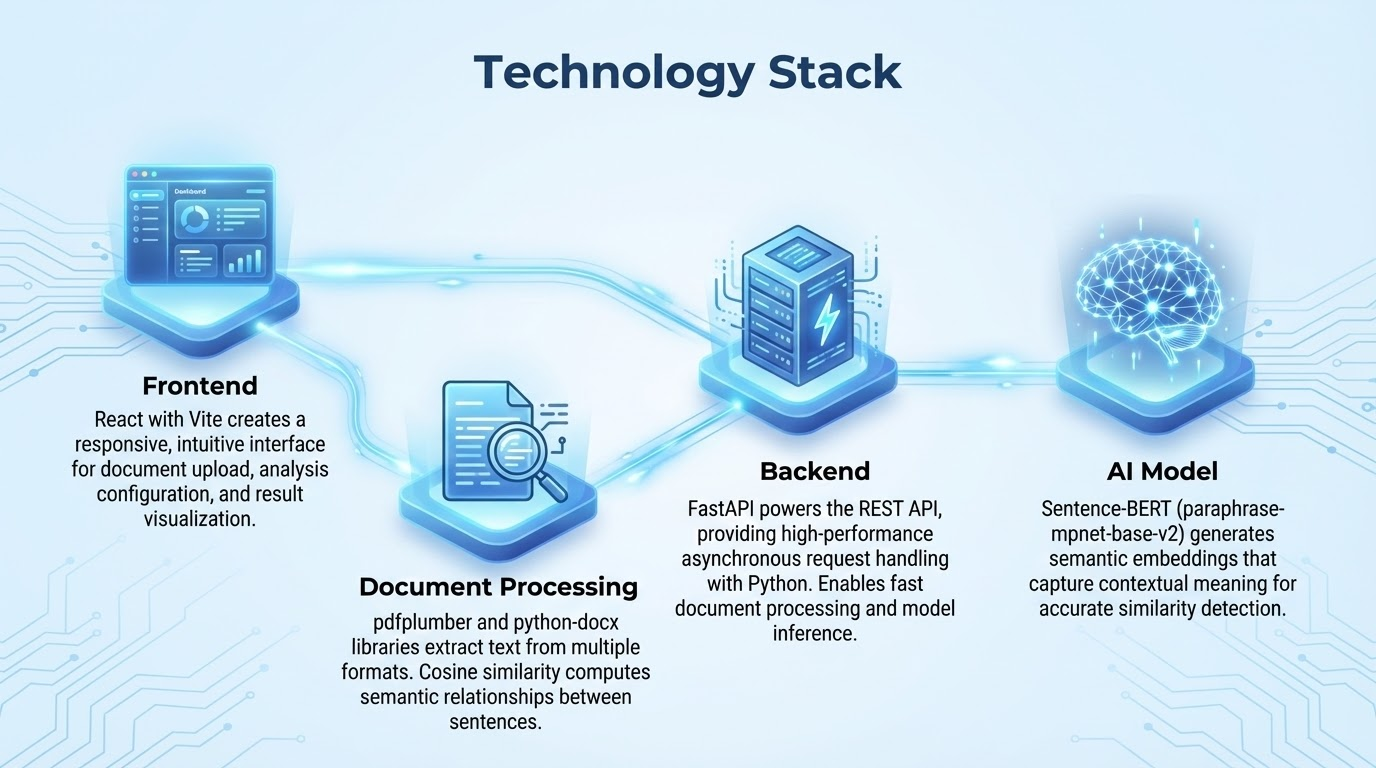 Technology Stack
Dashboard
Frontend
React with Vite creates a
responsive, intuitive interface
for document upload, analysis
configuration, and result
visualization.
Document Processing
pdfplumber and python-docx
libraries extract text from multiple
formats. Cosine similarity computes
semantic relationships between
sentences.
Backend
FastAPI powers the REST API,
providing high-performance
asynchronous request handling
with Python. Enables fast
document processing and model
inference.
AI Model
Sentence-BERT (paraphrase-
mpnet-base-v2) generates
semantic embeddings that
capture contextual meaning for
accurate similarity detection.